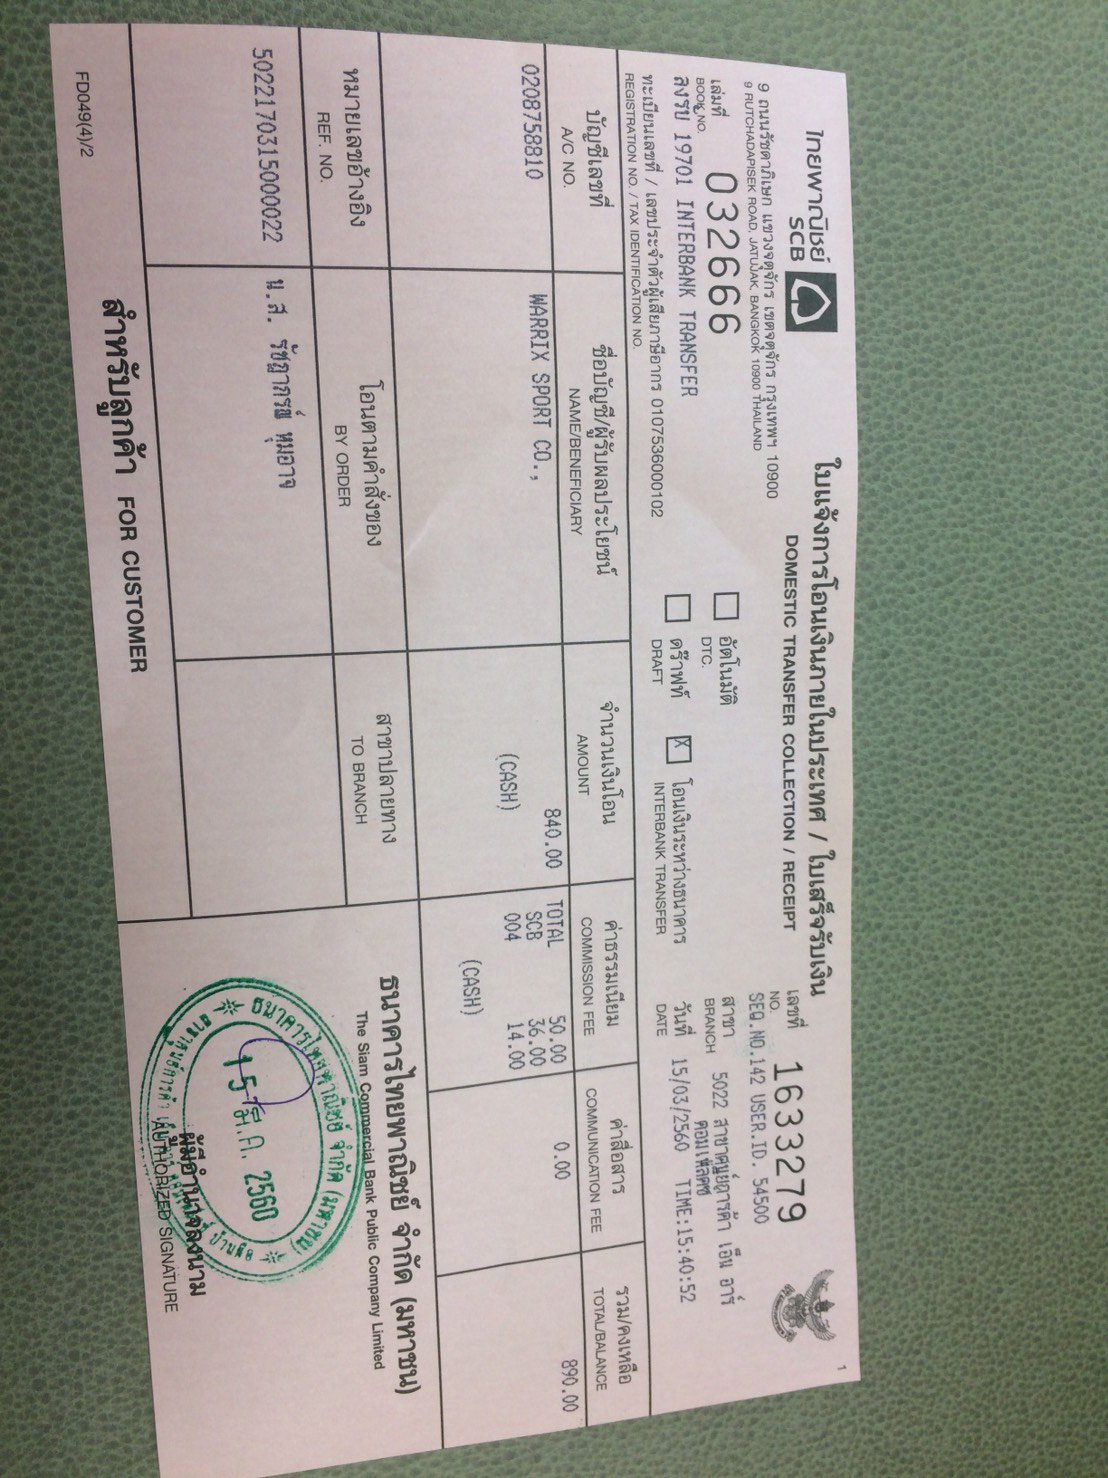 ไทยพาณิชย์
SCB
9 ถนนรัชดาภิเษก แขวงจตุจักร เขตจตุจักร กรุงเทพฯ 10900
9 RUTCHADAPISEK ROAD, JATUJAK, BANGKOK 10900 THAILAND
ใบแจ้งการโอนเงินภายในประเทศ / ใบเสร็จรับเงิน
DOMESTIC TRANSFER COLLECTION / RECEIPT
1
เลขที่ NO. 1633279
SEQ.NO.142 USER.ID. 54500
เล่มที่ BOOK NO. 032666
ลงรบ 19701 INTERBANK TRANSFER
ทะเบียนเลขที่ / เลขประจำตัวผู้เสียภาษีอากร 0107536000102
REGISTRATION NO. / TAX IDENTIFICATION NO.
อัตโนมัติ
DTC.
ดร๊าฟท์
DRAFT
X โอนเงินระหว่างธนาคาร
INTERBANK TRANSFER
สาขา BRANCH 5022 สาขาศูนย์การค้า เอ็น อาร์
วันที่ DATE 15/03/2560 TIME:15:40:52
บัญชีเลขที่
A/C NO.
ชื่อบัญชี/ผู้รับผลประโยชน์
NAME/BENEFICIARY
จำนวนเงินโอน
AMOUNT
ค่าธรรมเนียม
COMMISSION FEE
ค่าสื่อสาร
COMMUNICATION FEE
รวม/คงเหลือ
TOTAL/BALANCE
0208758810
WARRIX SPORT CO.,
840.00
(CASH)
TOTAL 50.00
SCB 36.00
004 14.00
(CASH)
0.00
890.00
หมายเลขอ้างอิง
REF. NO.
โอนตามคำสั่งของ
BY ORDER
สาขาปลายทาง
TO BRANCH
5022170315000022
น.ส.
ธนาคารไทยพาณิชย์ จำกัด (มหาชน)
The Siam Commercial Bank Public Company Limited
ธนาคารไทยพาณิชย์ จำกัด (มหาชน)
15 มี.ค. 2560
ผู้มีอำนาจลงนาม
AUTHORIZED SIGNATURE
FD049(4)/2
สำหรับลูกค้า FOR CUSTOMER